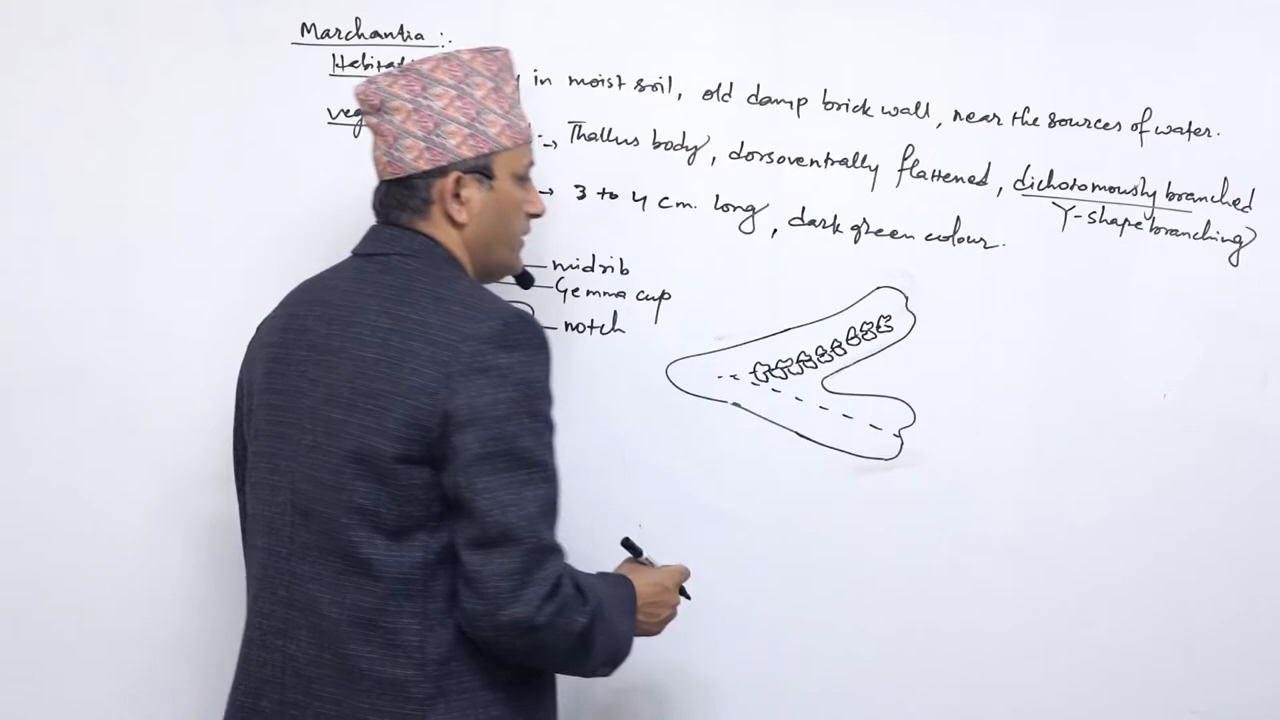 Marchantia :-
in moist soil, old damp brick wall, near the sources of water.
:-→ Thallus body, dorsoventrally flattened, dichotomously branched
Y-shape branching
→ 3 to 4 cm. long, dark green colour.
midrib
Gemma cup
notch